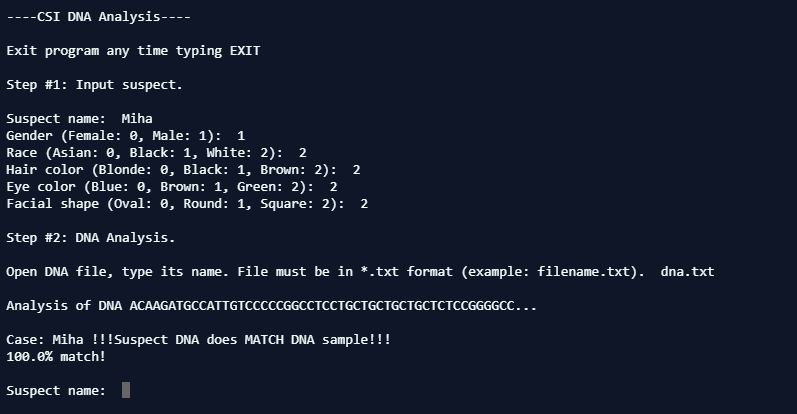 ----CSI DNA Analysis----
Exit program any time typing EXIT
Step #1: Input suspect.
Suspect name:  Miha
Gender (Female: 0, Male: 1):  1
Race (Asian: 0, Black: 1, White: 2):  2
Hair color (Blonde: 0, Black: 1, Brown: 2):  2
Eye color (Blue: 0, Brown: 1, Green: 2):  2
Facial shape (Oval: 0, Round: 1, Square: 2):  2
Step #2: DNA Analysis.
Open DNA file, type its name. File must be in *.txt format (example: filename.txt).  dna.txt
Analysis of DNA ACAAGATGCCATTGTCCCCCGGCCTCCTGCTGCTGCTGCTCTCCGGGGCC...
Case: Miha !!!Suspect DNA does MATCH DNA sample!!!
100.0% match!
Suspect name: